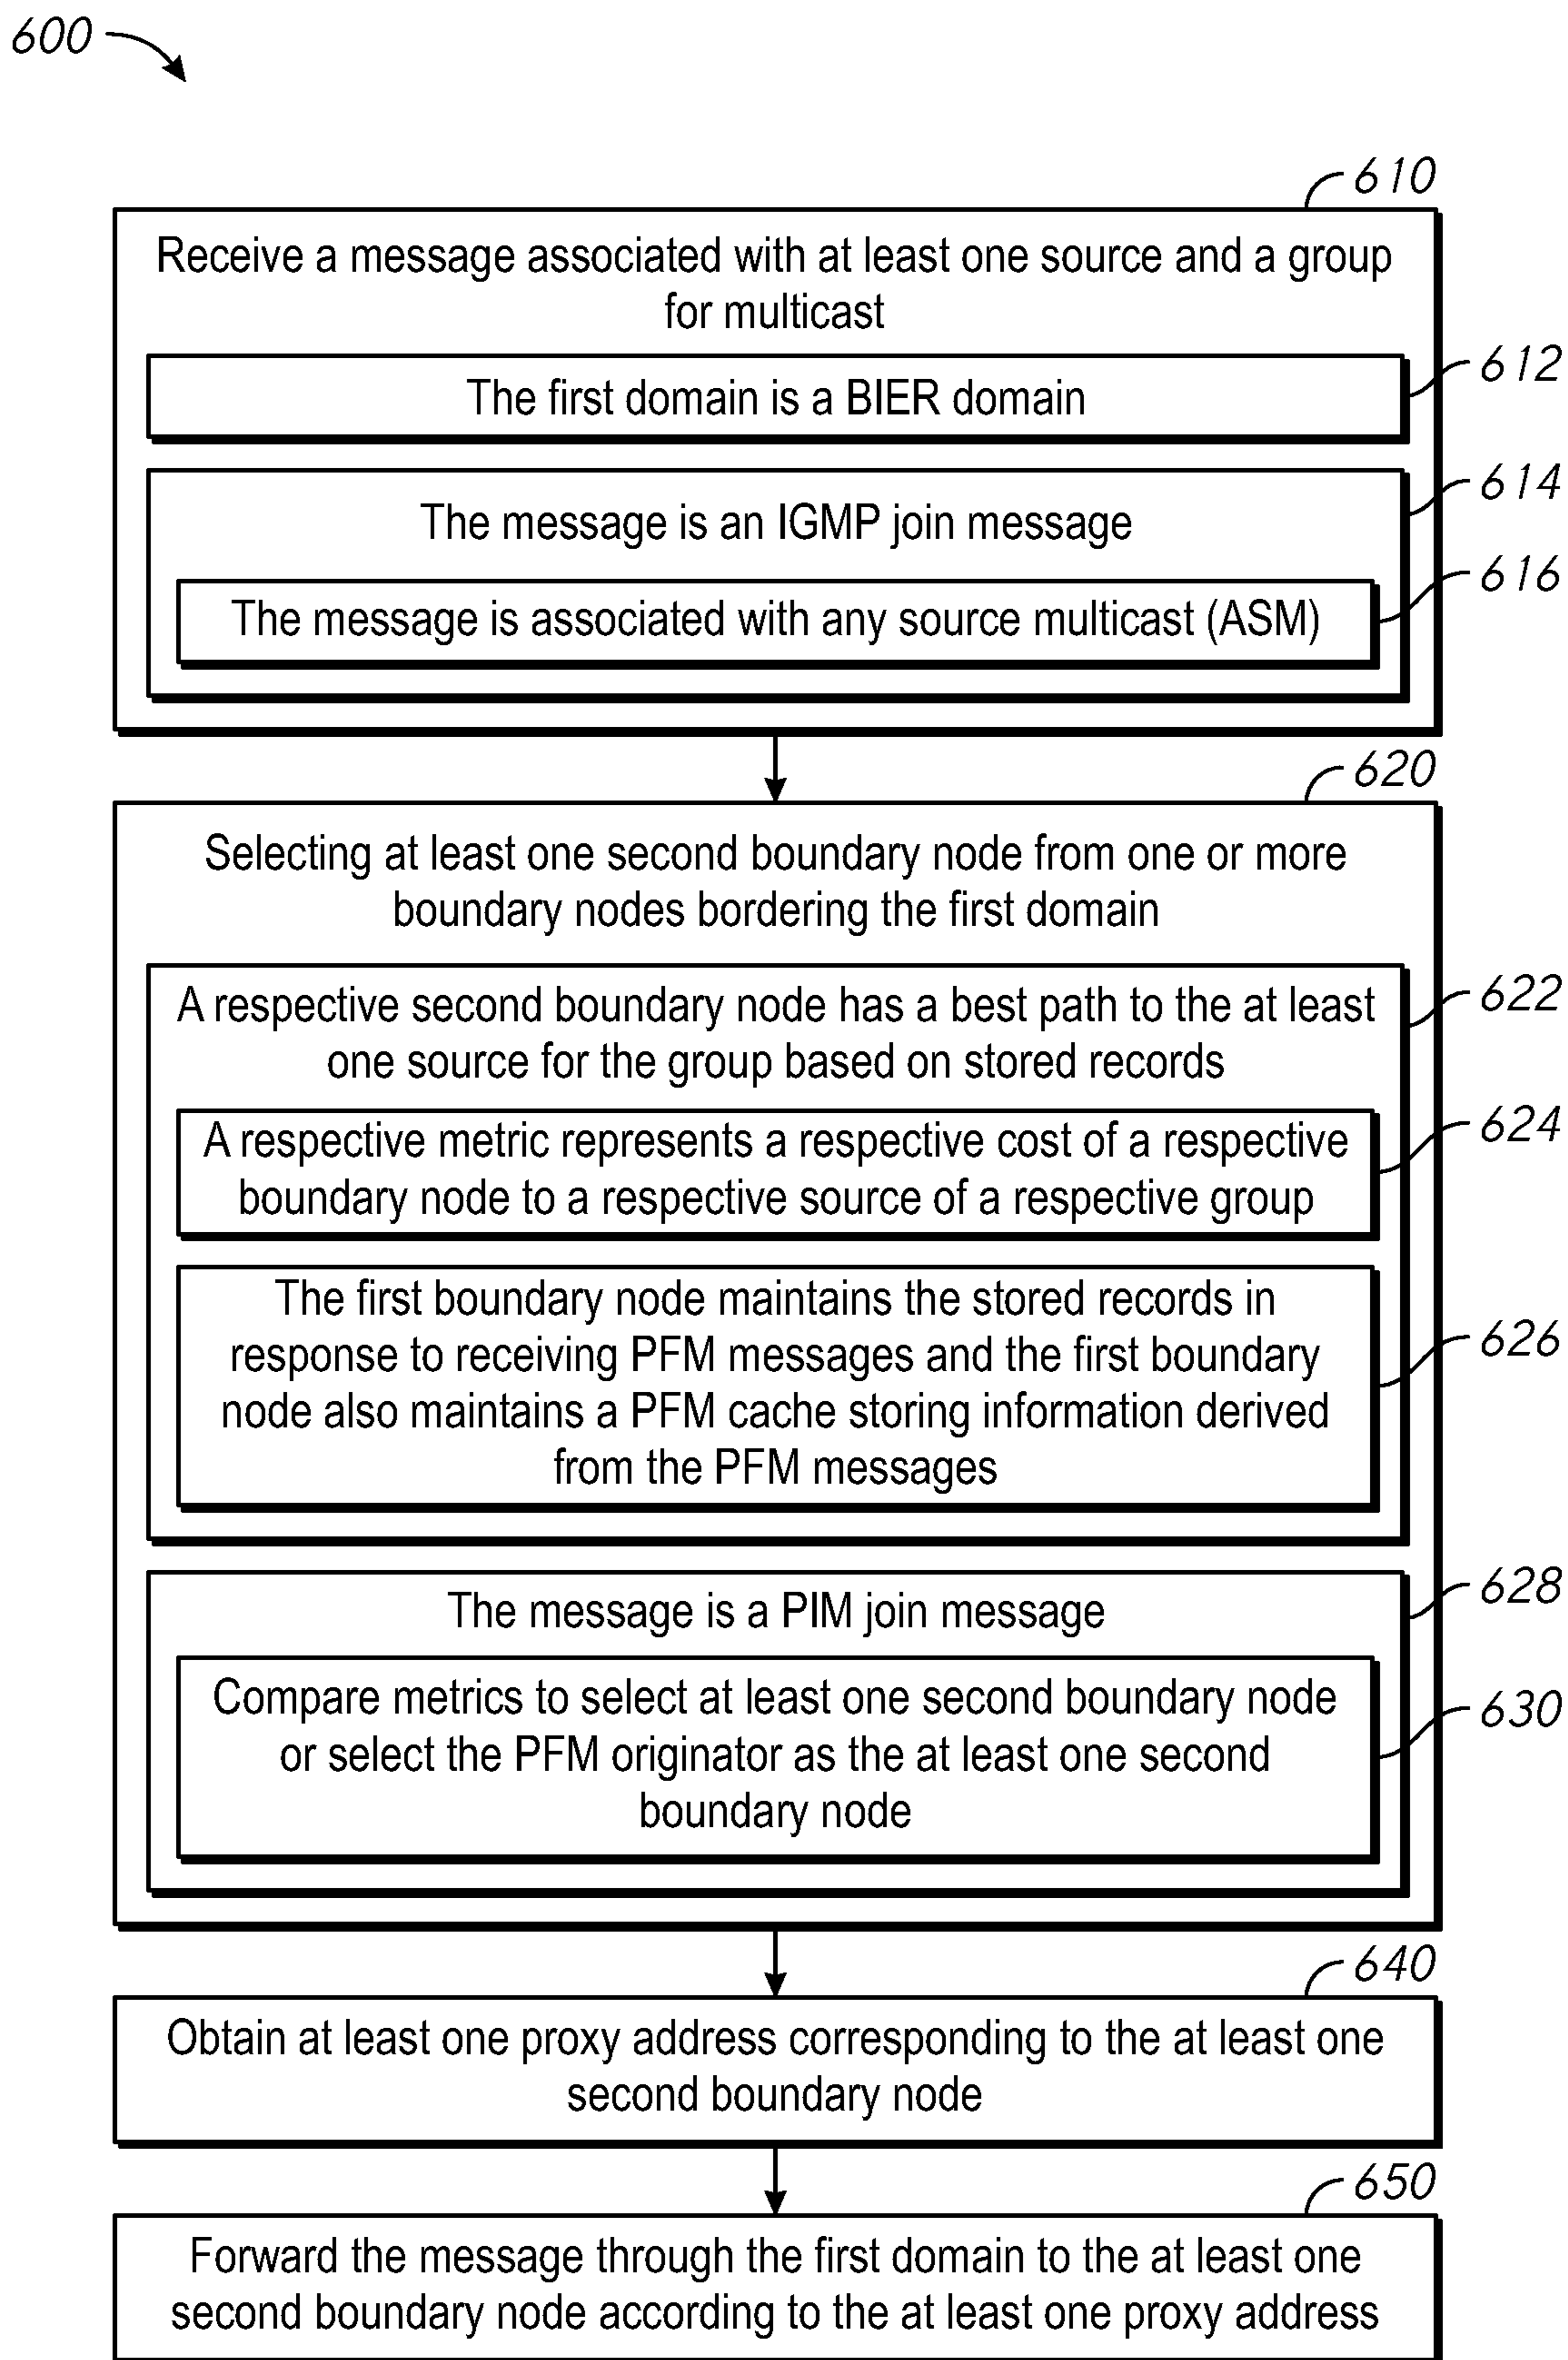 600
610
Receive a message associated with at least one source and a group
for multicast
612
The first domain is a BIER domain
614
The message is an IGMP join message
616
The message is associated with any source multicast (ASM)
620
Selecting at least one second boundary node from one or more
boundary nodes bordering the first domain
622
A respective second boundary node has a best path to the at least
one source for the group based on stored records
624
A respective metric represents a respective cost of a respective
boundary node to a respective source of a respective group
The first boundary node maintains the stored records in
response to receiving PFM messages and the first boundary
626
node also maintains a PFM cache storing information derived
from the PFM messages
628
The message is a PIM join message
Compare metrics to select at least one second boundary node
630
or select the PFM originator as the at least one second
boundary node
640
Obtain at least one proxy address corresponding to the at least one
second boundary node
650
Forward the message through the first domain to the at least one
second boundary node according to the at least one proxy address